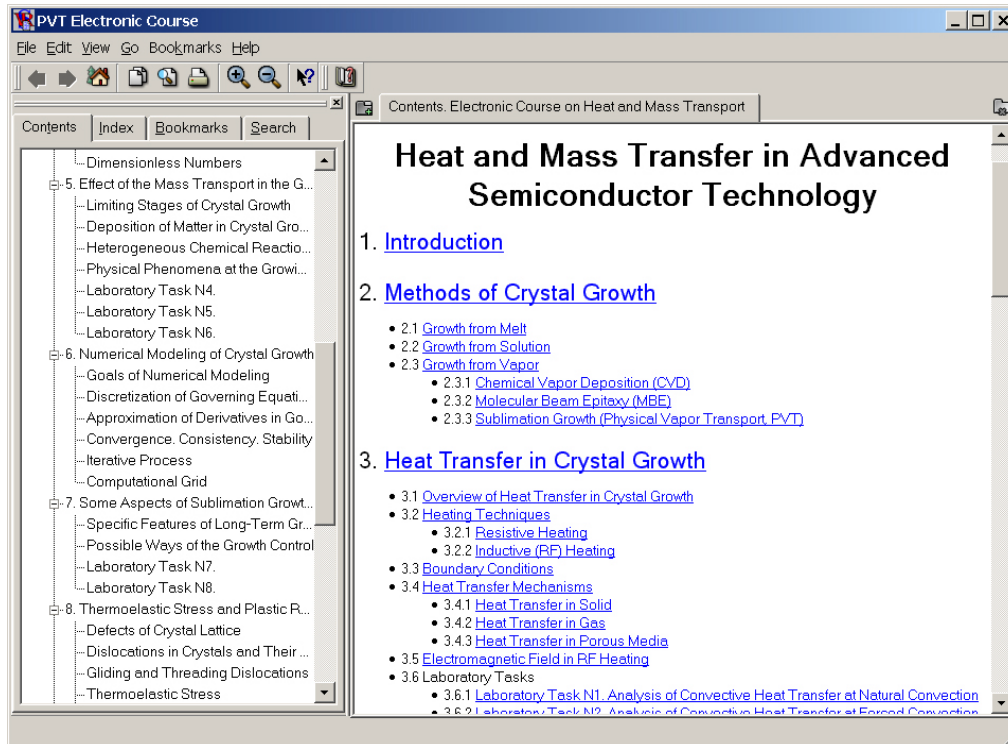 PVT Electronic Course
File Edit View Go Bookmarks Help
Contents Index Bookmarks Search
Dimensionless Numbers
5. Effect of the Mass Transport in the G...
Limiting Stages of Crystal Growth
Deposition of Matter in Crystal Gro...
Heterogeneous Chemical Reactio...
Physical Phenomena at the Growi...
Laboratory Task N4.
Laboratory Task N5.
Laboratory Task N6.
6. Numerical Modeling of Crystal Growth
Goals of Numerical Modeling
Discretization of Governing Equati...
Approximation of Derivatives in Go...
Convergence. Consistency. Stability
Iterative Process
Computational Grid
7. Some Aspects of Sublimation Growt...
Specific Features of Long-Term Gr...
Possible Ways of the Growth Control
Laboratory Task N7.
Laboratory Task N8.
8. Thermoelastic Stress and Plastic R...
Defects of Crystal Lattice
Dislocations in Crystals and Their ...
Gliding and Threading Dislocations
Thermoelastic Stress
Contents. Electronic Course on Heat and Mass Transport
Heat and Mass Transfer in Advanced
Semiconductor Technology
1. Introduction
2. Methods of Crystal Growth
• 2.1 Growth from Melt
• 2.2 Growth from Solution
• 2.3 Growth from Vapor
• 2.3.1 Chemical Vapor Deposition (CVD)
• 2.3.2 Molecular Beam Epitaxy (MBE)
• 2.3.3 Sublimation Growth (Physical Vapor Transport, PVT)
3. Heat Transfer in Crystal Growth
• 3.1 Overview of Heat Transfer in Crystal Growth
• 3.2 Heating Techniques
• 3.2.1 Resistive Heating
• 3.2.2 Inductive (RF) Heating
• 3.3 Boundary Conditions
• 3.4 Heat Transfer Mechanisms
• 3.4.1 Heat Transfer in Solid
• 3.4.2 Heat Transfer in Gas
• 3.4.3 Heat Transfer in Porous Media
• 3.5 Electromagnetic Field in RF Heating
• 3.6 Laboratory Tasks
• 3.6.1 Laboratory Task N1. Analysis of Convective Heat Transfer at Natural Convection
• 3.6.2 Laboratory Task N2. Analysis of Convective Heat Transfer at Forced Convection